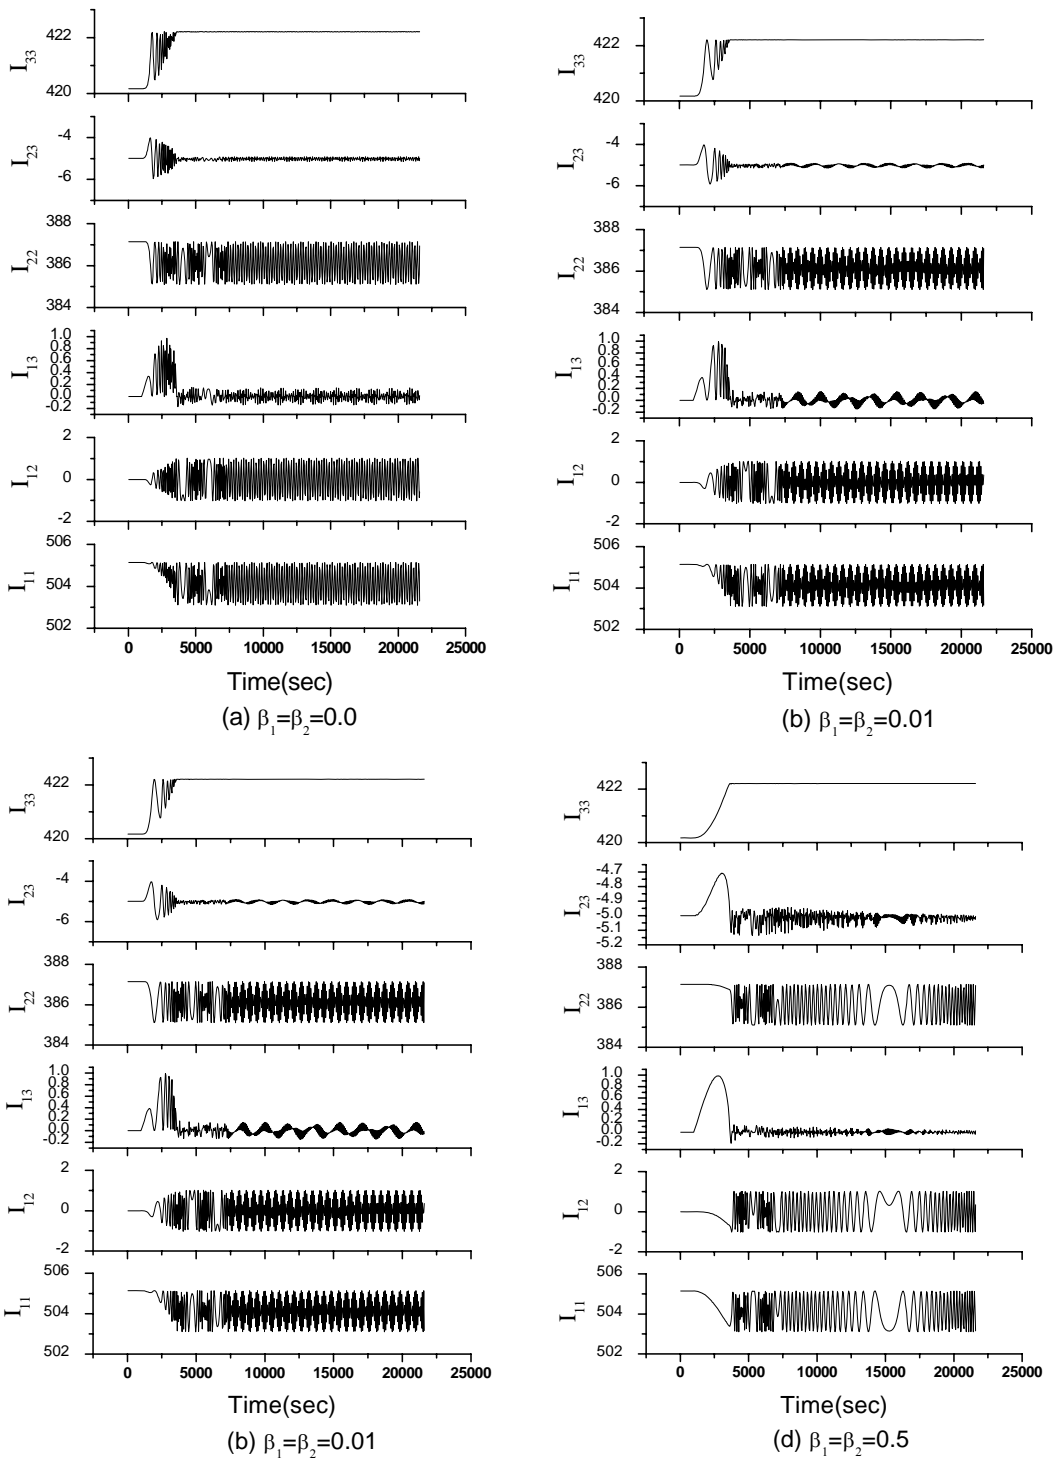 I33
422
420
I23
-4
-6
I22
388
386
384
I13
1.0
0.8
0.6
0.4
0.2
0.0
-0.2
I12
2
0
-2
I11
506
504
502
0 5000 10000 15000 20000 25000
Time(sec)
(a) β1=β2=0.0
I33
422
420
I23
-4
-6
I22
388
386
384
I13
1.0
0.8
0.6
0.4
0.2
0.0
-0.2
I12
2
0
-2
I11
506
504
502
0 5000 10000 15000 20000 25000
Time(sec)
(b) β1=β2=0.01
I33
422
420
I23
-4
-6
I22
388
386
384
I13
1.0
0.8
0.6
0.4
0.2
0.0
-0.2
I12
2
0
-2
I11
506
504
502
0 5000 10000 15000 20000 25000
Time(sec)
(b) β1=β2=0.01
I33
422
420
I23
-4.7
-4.8
-4.9
-5.0
-5.1
-5.2
I22
388
386
384
I13
1.0
0.8
0.6
0.4
0.2
0.0
-0.2
I12
2
0
-2
I11
506
504
502
0 5000 10000 15000 20000 25000
Time(sec)
(d) β1=β2=0.5